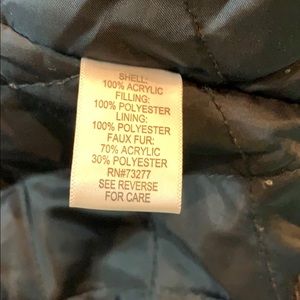 SHELL:
100% ACRYLIC
FILLING:
100% POLYESTER
LINING:
100% POLYESTER
FAUX FUR:
70% ACRYLIC
30% POLYESTER
RN#73277
SEE REVERSE
FOR CARE